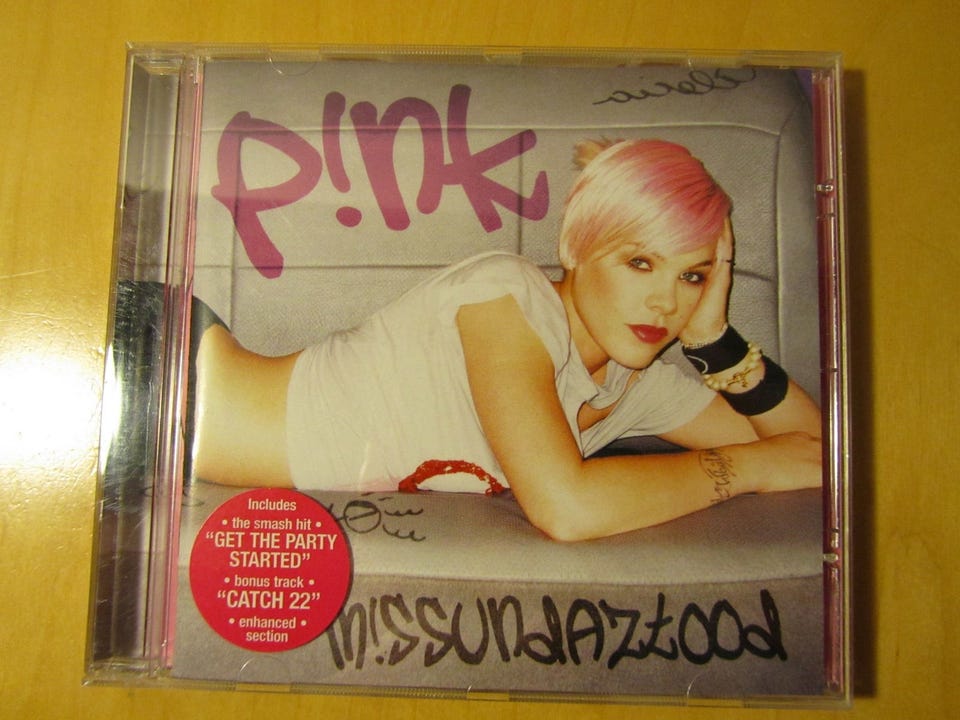 P!nk
Includes
• the smash hit •
"GET THE PARTY
STARTED"
• bonus track •
"CATCH 22"
• enhanced •
section
m!ssundaztood